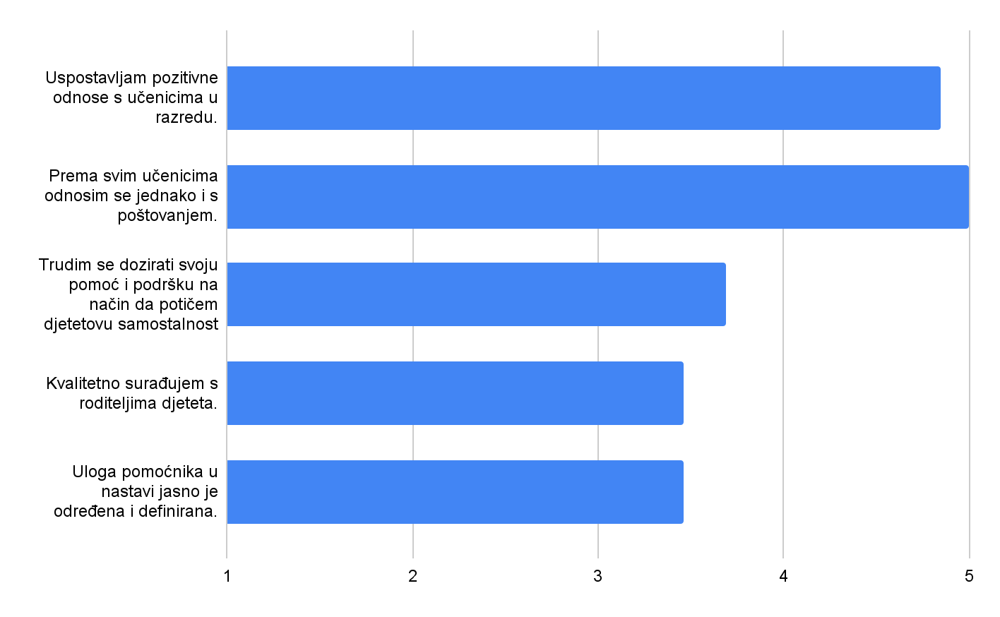 Uspostavljam pozitivne
odnose s učenicima u
razredu.
Prema svim učenicima
odnosim se jednako i s
poštovanjem.
Trudim se dozirati svoju
pomoć i podršku na
način da potičem
djetetovu samostalnost
Kvalitetno surađujem s
roditeljima djeteta.
Uloga pomoćnika u
nastavi jasno je
određena i definirana.
1 2 3 4 5